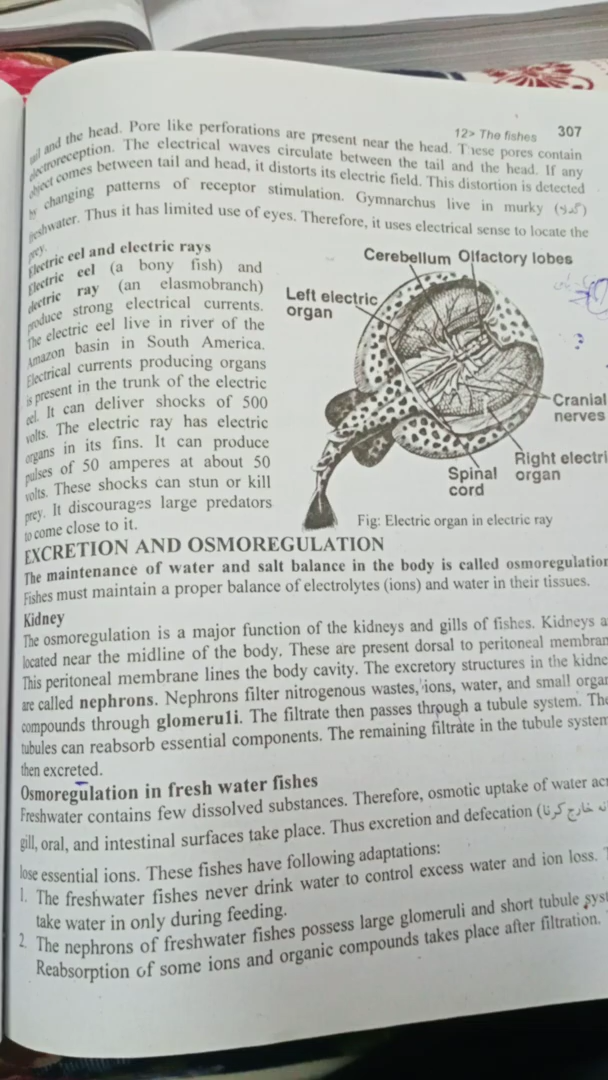 12> The fishes 307
tail and the head. Pore like perforations are present near the head. These pores contain
electroreception. The electrical waves circulate between the tail and the head. If any
object comes between tail and head, it distorts its electric field. This distortion is detected
by changing patterns of receptor stimulation. Gymnarchus live in murky (گدلا)
freshwater. Thus it has limited use of eyes. Therefore, it uses electrical sense to locate the
prey.
Electric eel and electric rays
Electric eel (a bony fish) and
electric ray (an elasmobranch)
produce strong electrical currents.
The electric eel live in river of the
Amazon basin in South America.
Electrical currents producing organs
is present in the trunk of the electric
eel. It can deliver shocks of 500
volts. The electric ray has electric
organs in its fins. It can produce
pulses of 50 amperes at about 50
volts. These shocks can stun or kill
prey. It discourages large predators
to come close to it.
Cerebellum Olfactory lobes
Left electric
organ
Cranial
nerves
Right electri
organ
Spinal
cord
Fig: Electric organ in electric ray
EXCRETION AND OSMOREGULATION
The maintenance of water and salt balance in the body is called osmoregulation
Fishes must maintain a proper balance of electrolytes (ions) and water in their tissues.
Kidney
The osmoregulation is a major function of the kidneys and gills of fishes. Kidneys a
located near the midline of the body. These are present dorsal to peritoneal membran
This peritoneal membrane lines the body cavity. The excretory structures in the kidne
are called nephrons. Nephrons filter nitrogenous wastes, ions, water, and small organ
compounds through glomeruli. The filtrate then passes through a tubule system. The
tubules can reabsorb essential components. The remaining filtrate in the tubule system
then excreted.
Osmoregulation in fresh water fishes
Freshwater contains few dissolved substances. Therefore, osmotic uptake of water acr
gill, oral, and intestinal surfaces take place. Thus excretion and defecation (خارج کرنا
lose essential ions. These fishes have following adaptations:
1. The freshwater fishes never drink water to control excess water and ion loss. T
take water in only during feeding.
2. The nephrons of freshwater fishes possess large glomeruli and short tubule syst
Reabsorption of some ions and organic compounds takes place after filtration.